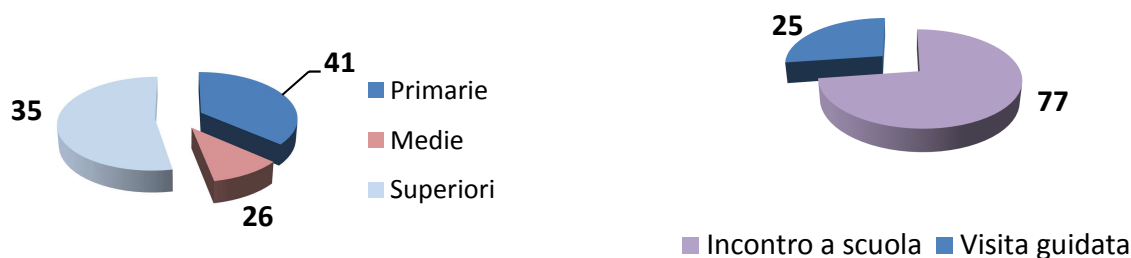 41
35
26
Primarie
Medie
Superiori
25
77
Incontro a scuola
Visita guidata